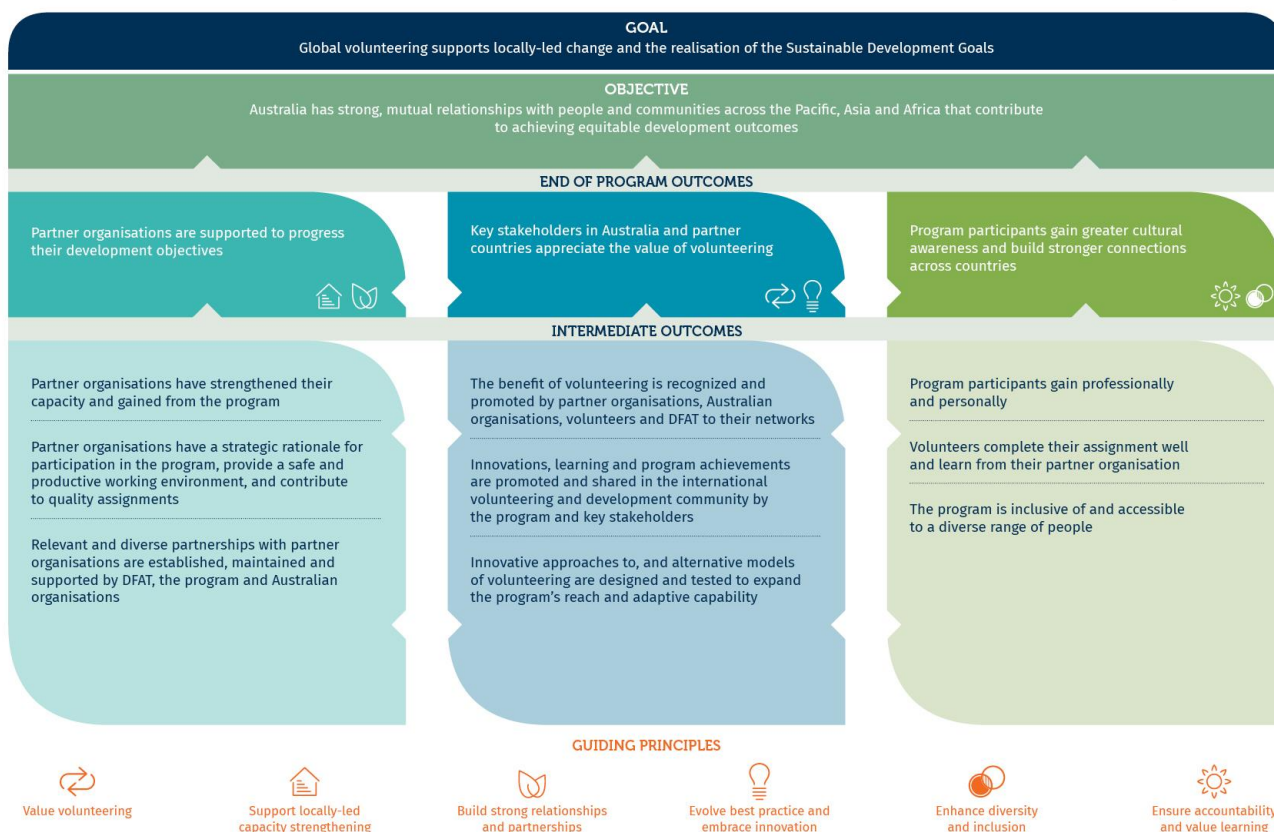 GOAL
Global volunteering supports locally-led change and the realisation of the Sustainable Development Goals
OBJECTIVE
Australia has strong, mutual relationships with people and communities across the Pacific, Asia and Africa that contribute
to achieving equitable development outcomes
END OF PROGRAM OUTCOMES
Partner organisations are supported to progress
their development objectives
Key stakeholders in Australia and partner
countries appreciate the value of volunteering
Program participants gain greater cultural
awareness and build stronger connections
across countries
INTERMEDIATE OUTCOMES
Partner organisations have strengthened their
capacity and gained from the program
Partner organisations have a strategic rationale for
participation in the program, provide a safe and
productive working environment, and contribute
to quality assignments
Relevant and diverse partnerships with partner
organisations are established, maintained and
supported by DFAT, the program and Australian
organisations
The benefit of volunteering is recognized and
promoted by partner organisations, Australian
organisations, volunteers and DFAT to their networks
Innovations, learning and program achievements
are promoted and shared in the international
volunteering and development community by
the program and key stakeholders
Innovative approaches to, and alternative models
of volunteering are designed and tested to expand
the program's reach and adaptive capability
Program participants gain professionally
and personally
Volunteers complete their assignment well
and learn from their partner organisation
The program is inclusive of and accessible
to a diverse range of people
GUIDING PRINCIPLES
Value volunteering
Support locally-led
capacity strengthening
Build strong relationships
and partnerships
Evolve best practice and
embrace innovation
Enhance diversity
and inclusion
Ensure accountability
and value learning